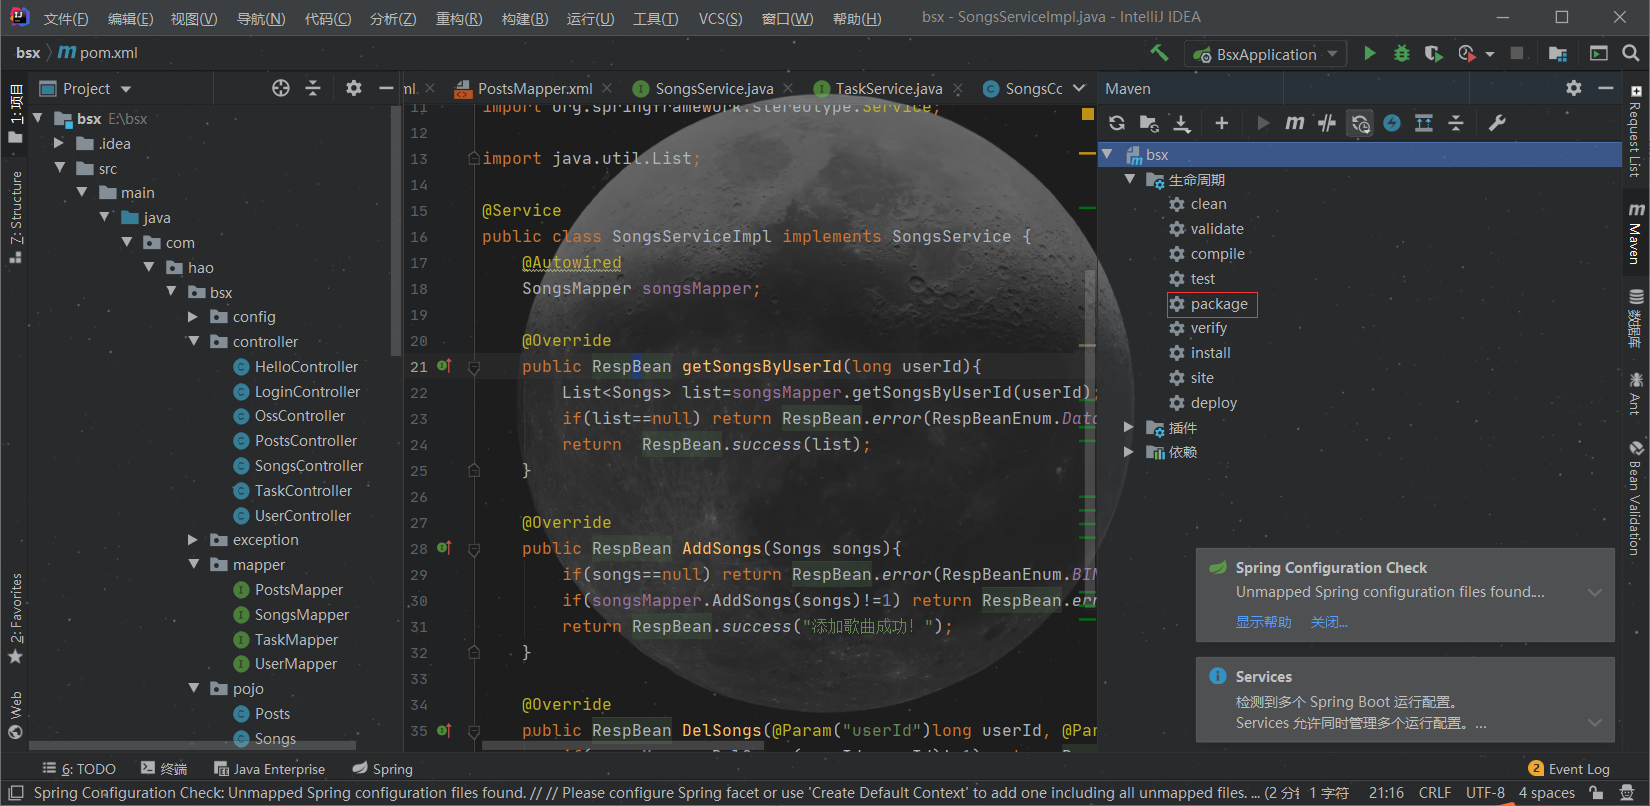 文件(F) 编辑(E) 视图(V) 导航(N) 代码(C) 分析(Z) 重构(R) 构建(B) 运行(U) 工具(T) VCS(S) 窗口(W) 帮助(H) bsx - SongsServiceImpl.java - IntelliJ IDEA
bsx pom.xml BsxApplication
Project
ml PostsMapper.xml SongsService.java TaskService.java SongsCc
Maven
1:项目
Z: Structure
2: Favorites
Web
bsx E:\bsx
.idea
src
main
java
com
hao
bsx
config
controller
HelloController
LoginController
OssController
PostsController
SongsController
TaskController
UserController
exception
mapper
PostsMapper
SongsMapper
TaskMapper
UserMapper
pojo
Posts
Songs
11 import org.springframework.stereotype.Service;
12
13 import java.util.List;
14
15 @Service
16 public class SongsServiceImpl implements SongsService {
17 @Autowired
18 SongsMapper songsMapper;
19
20 @Override
21 public RespBean getSongsByUserId(long userId){
22 List<Songs> list=songsMapper.getSongsByUserId(userId);
23 if(list==null) return RespBean.error(RespBeanEnum.Data
24 return RespBean.success(list);
25 }
26
27 @Override
28 public RespBean AddSongs(Songs songs){
29 if(songs==null) return RespBean.error(RespBeanEnum.BIN
30 if(songsMapper.AddSongs(songs)!=1) return RespBean.err
31 return RespBean.success("添加歌曲成功！");
32 }
33
34 @Override
35 public RespBean DelSongs(@Param("userId")long userId, @Par
bsx
生命周期
clean
validate
compile
test
package
verify
install
site
deploy
插件
依赖
Request List
Maven
数据库
Ant
Bean Validation
Spring Configuration Check
Unmapped Spring configuration files found....
显示帮助 关闭...
Services
检测到多个 Spring Boot 运行配置。
Services 允许同时管理多个运行配置。...
6: TODO 终端 Java Enterprise Spring 2 Event Log
Spring Configuration Check: Unmapped Spring configuration files found. // // Please configure Spring facet or use 'Create Default Context' to add one including all unmapped files. ... (2 分钟 1 字符 21:16 CRLF UTF-8 4 spaces